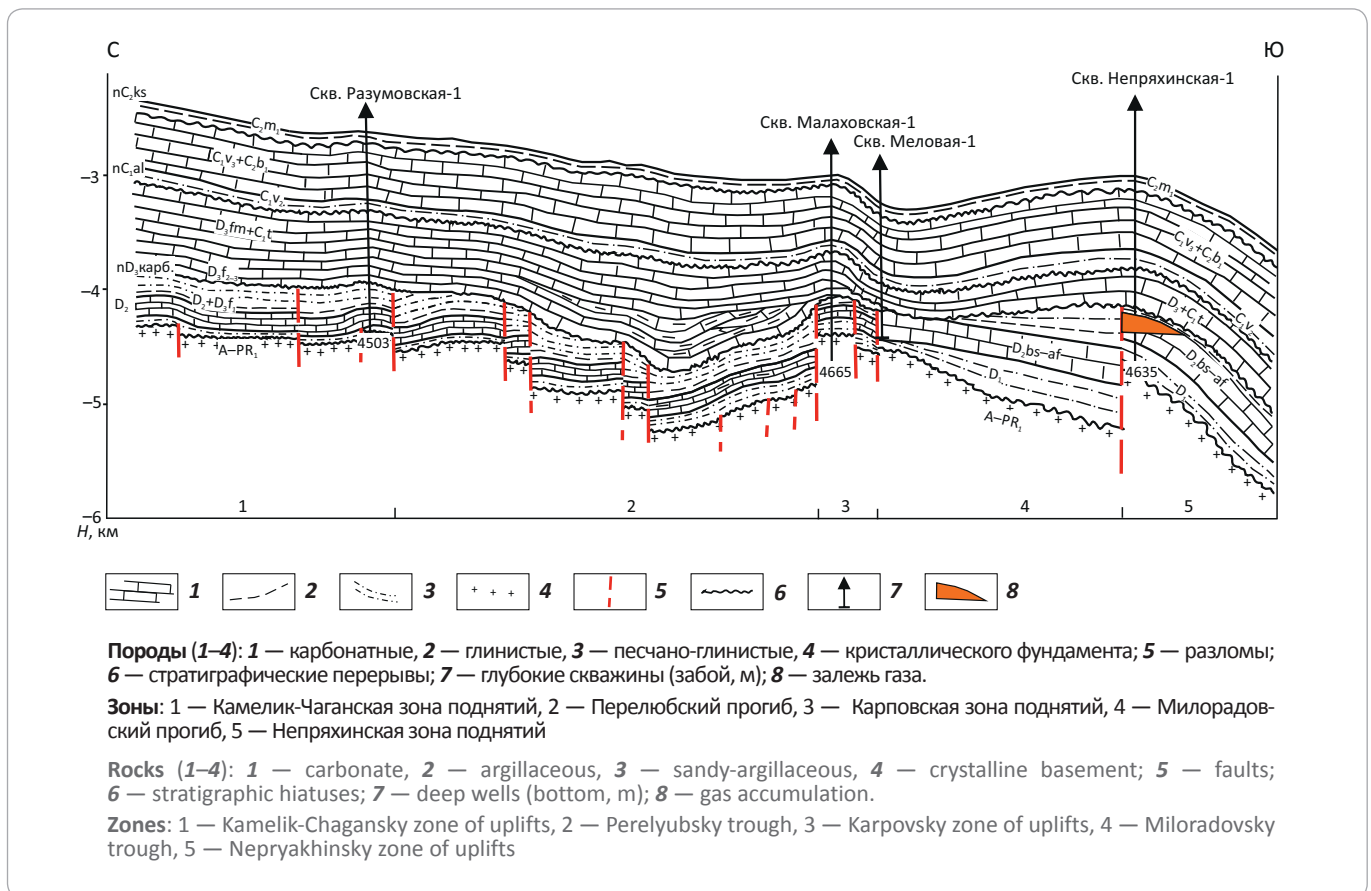 С
Ю
Скв. Непряхинская-1
nC₂ks
Скв. Разумовская-1
C₂m₁
Скв. Малаховская-1
Скв. Меловая-1
C₁v₃+C₂b₁
nC₁al
–3
C₂m₁
C₁v₂
D₃fm+C₁t
C₁v₃+C₂b₁
nD₃карб.
D₃f₂₋₃
–4
D₂
D₂+D₃f₁
D₃+C₁t
C₁v₂
A–PR₁
4503
D₂bs–af
D₂bs–af
4665
D₁
4635
D₁
–5
A–PR₁
1
2
3
4
5
–6
H, км
1
2
3
4
5
6
7
8
Породы (1–4): 1 — карбонатные, 2 — глинистые, 3 — песчано-глинистые, 4 — кристаллического фундамента; 5 — разломы;
6 — стратиграфические перерывы; 7 — глубокие скважины (забой, м); 8 — залежь газа.
Зоны: 1 — Камелик-Чаганская зона поднятий, 2 — Перелюбский прогиб, 3 — Карповская зона поднятий, 4 — Милорадов-
ский прогиб, 5 — Непряхинская зона поднятий
Rocks (1–4): 1 — carbonate, 2 — argillaceous, 3 — sandy-argillaceous, 4 — crystalline basement; 5 — faults;
6 — stratigraphic hiatuses; 7 — deep wells (bottom, m); 8 — gas accumulation.
Zones: 1 — Kamelik-Chagansky zone of uplifts, 2 — Perelyubsky trough, 3 — Karpovsky zone of uplifts, 4 — Miloradovsky
trough, 5 — Nepryakhinsky zone of uplifts